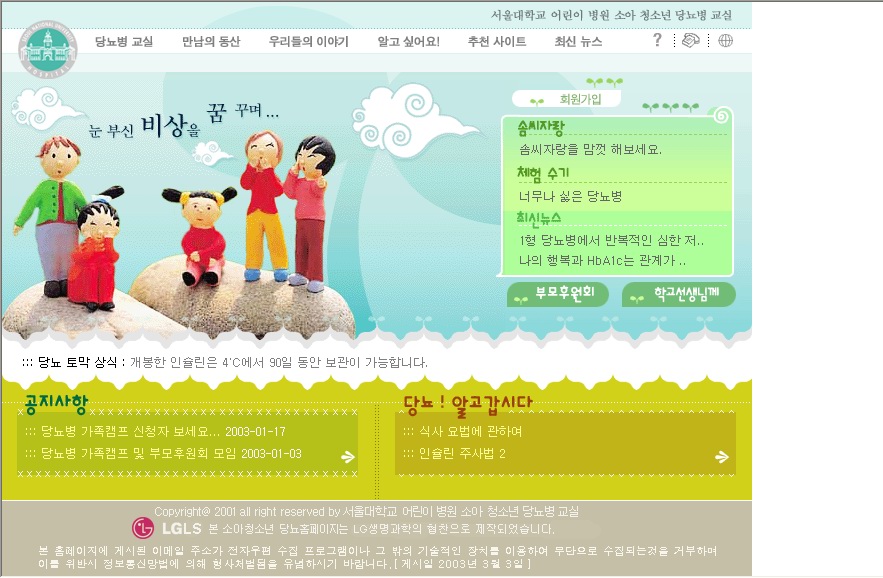 서울대학교 어린이 병원 소아 청소년 당뇨병 교실
당뇨병 교실 만남의 동산 우리들의 이야기 알고 싶어요! 추천 사이트 최신 뉴스 ?
회원가입
눈 부신 비상을 꿈 꾸며...
솜씨자랑
솜씨자랑을 맘껏 해보세요.
체험 수기
너무나 싫은 당뇨병
최신뉴스
1형 당뇨병에서 반복적인 심한 저..
나의 행복과 HbA1c는 관계가 ..
부모후원회 학교선생님께
::: 당뇨 토막 상식 : 개봉한 인슐린은 4'C에서 90일 동안 보관이 가능합니다.
공지사항
::: 당뇨병 가족캠프 신청자 보세요... 2003-01-17
::: 당뇨병 가족캠프 및 부모후원회 모임 2003-01-03
당뇨! 알고갑시다
::: 식사 요법에 관하여
::: 인슐린 주사법 2
Copyright@ 2001 all right reserved by 서울대학교 어린이 병원 소아 청소년 당뇨병 교실
LG LGLS 본 소아청소년 당뇨홈페이지는 LG생명과학의 협찬으로 제작되었습니다.
본 홈페이지에 게시된 이메일 주소가 전자우편 수집 프로그램이나 그 밖의 기술적인 장치를 이용하여 무단으로 수집되는것을 거부하며
이를 위반시 정보통신망법에 의해 형사처벌됨을 유념하시기 바랍니다.[ 게시일 2003년 3월 3일 ]